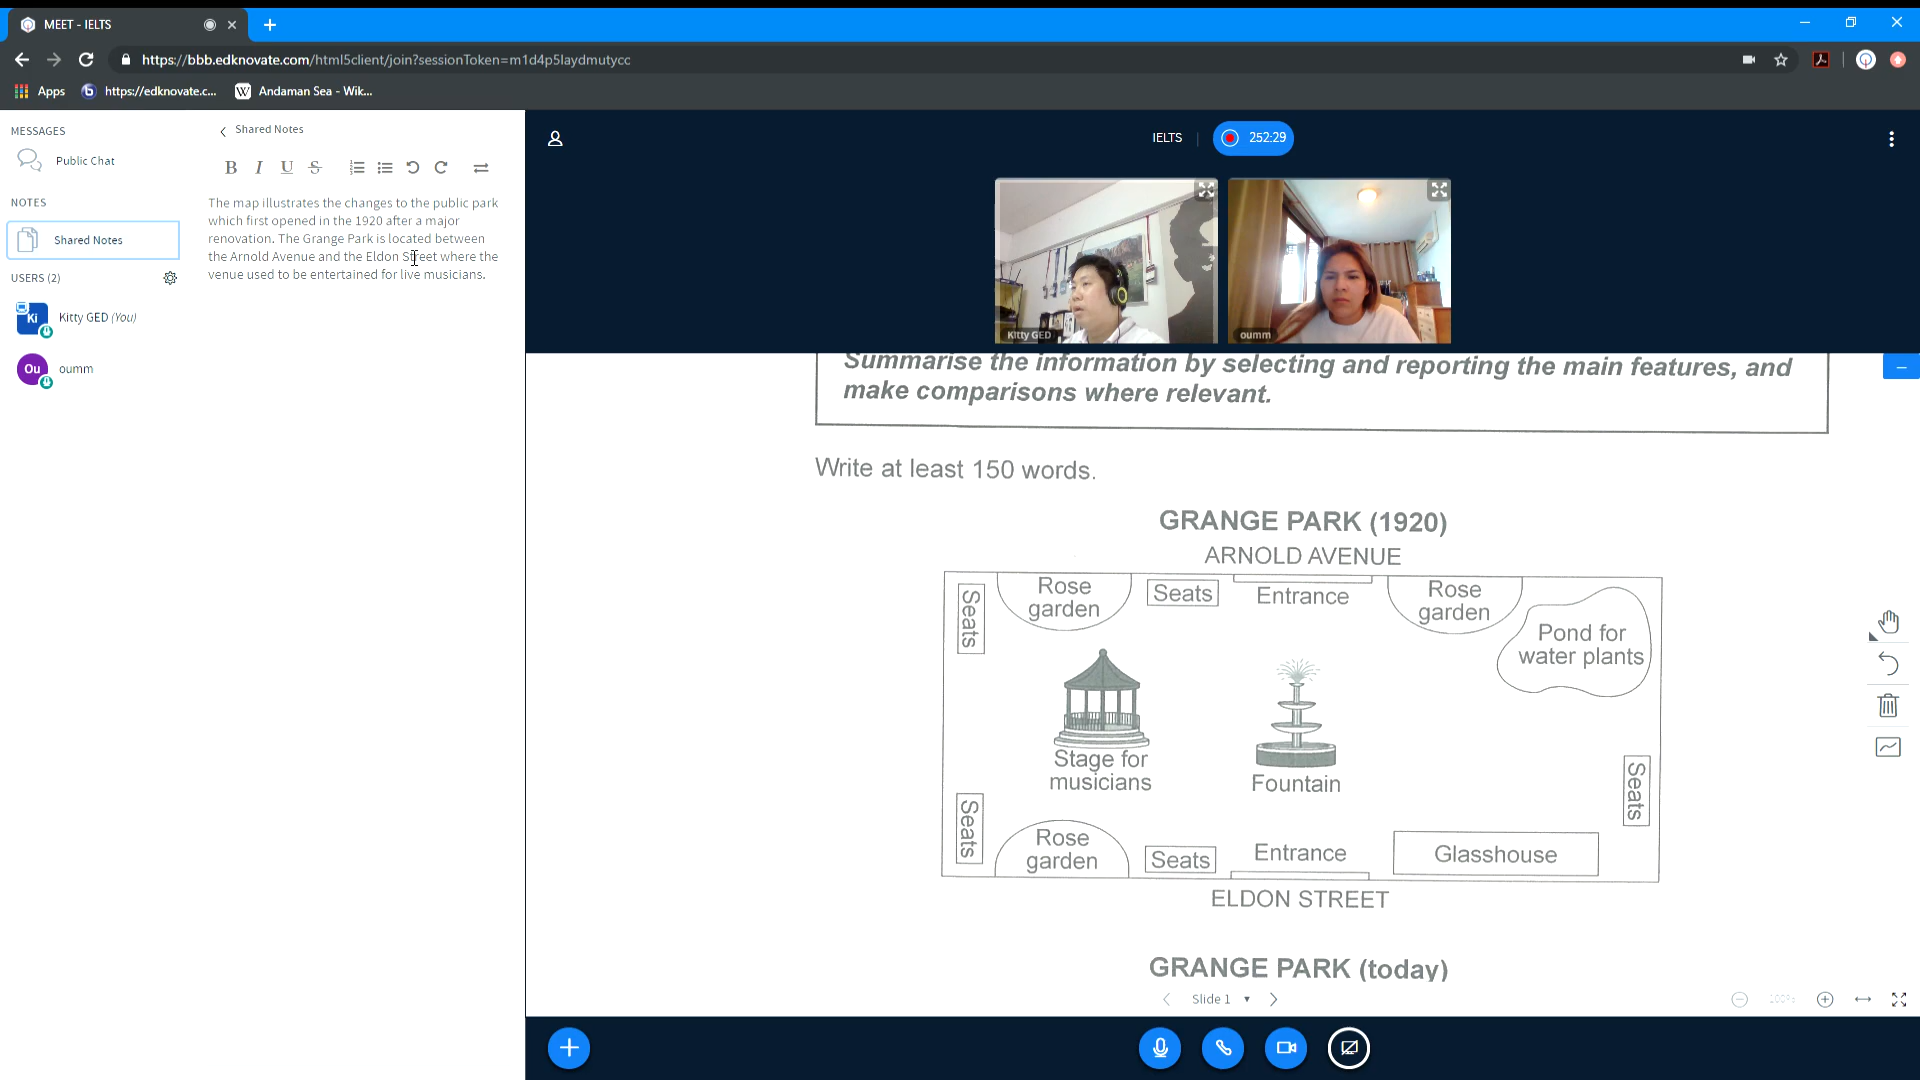 MEET - IELTS
https://bbb.edknovate.com/html5client/join?sessionToken=m1d4p5laydmutycc
Apps
https://edknovate.c...
Andaman Sea - Wik...
MESSAGES
Public Chat
NOTES
Shared Notes
USERS (2)
Ki
Kitty GED (You)
Ou
oumm
Shared Notes
B I U S
The map illustrates the changes to the public park
which first opened in the 1920 after a major
renovation. The Grange Park is located between
the Arnold Avenue and the Eldon Street where the
venue used to be entertained for live musicians.
IELTS
252:29
Kitty GED
oumm
Summarise the information by selecting and reporting the main features, and
make comparisons where relevant.
Write at least 150 words.
GRANGE PARK (1920)
ARNOLD AVENUE
Seats
Rose
garden
Seats
Entrance
Rose
garden
Pond for
water plants
Stage for
musicians
Fountain
Seats
Seats
Rose
garden
Seats
Entrance
Glasshouse
ELDON STREET
GRANGE PARK (today)
Slide 1
100%